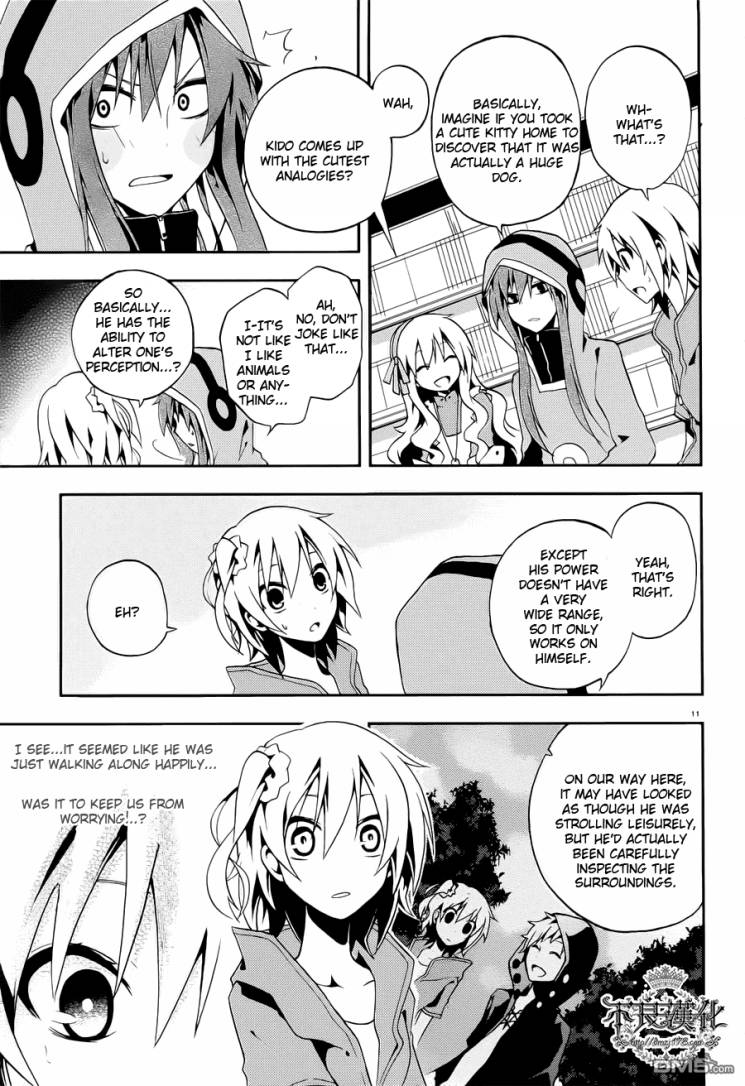 WH-
WHAT'S
THAT...?
BASICALLY,
IMAGINE IF YOU TOOK
A CUTE KITTY HOME TO
DISCOVER THAT IT WAS
ACTUALLY A HUGE
DOG.
WAH,
KIDO COMES UP
WITH THE CUTEST
ANALOGIES?
AH,
NO, DON'T
JOKE LIKE
THAT...
I-IT'S
NOT LIKE
I LIKE
ANIMALS
OR ANY-
THING...
SO
BASICALLY...
HE HAS THE
ABILITY TO
ALTER ONE'S
PERCEPTION...?
YEAH,
THAT'S
RIGHT.
EXCEPT
HIS POWER
DOESN'T HAVE
A VERY
WIDE RANGE,
SO IT ONLY
WORKS ON
HIMSELF.
EH?
11
ON OUR WAY HERE,
IT MAY HAVE LOOKED
AS THOUGH HE WAS
STROLLING LEISURELY,
BUT HE'D ACTUALLY
BEEN CAREFULLY
INSPECTING THE
SURROUNDINGS.
I SEE...IT SEEMED LIKE HE WAS
JUST WALKING ALONG HAPPILY...
WAS IT TO KEEP US FROM
WORRYING!..?
不良漢化